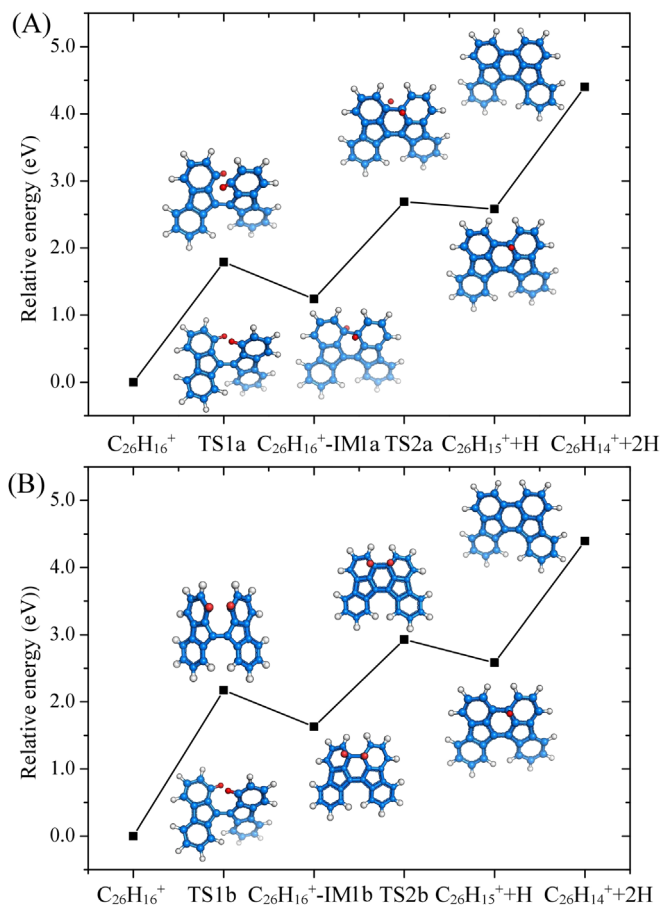 (A)
5.0
4.0
3.0
2.0
1.0
0.0
Relative energy (eV)
C₂₆H₁₆⁺ TS1a C₂₆H₁₆⁺-IM1a TS2a C₂₆H₁₅⁺+H C₂₆H₁₄⁺+2H
(B)
5.0
4.0
3.0
2.0
1.0
0.0
Relative energy (eV))
C₂₆H₁₆⁺ TS1b C₂₆H₁₆⁺-IM1b TS2b C₂₆H₁₅⁺+H C₂₆H₁₄⁺+2H